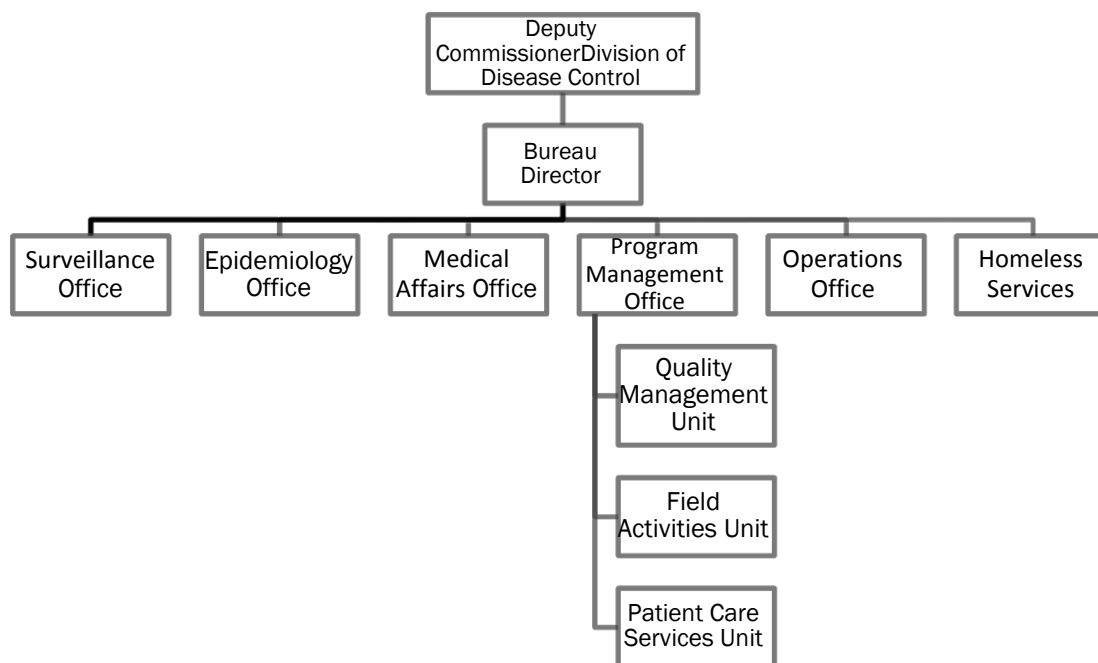 Deputy
CommissionerDivision of
Disease Control
Bureau
Director
Surveillance
Office
Epidemiology
Office
Medical
Affairs Office
Program
Management
Office
Operations
Office
Homeless
Services
Quality
Management
Unit
Field
Activities Unit
Patient Care
Services Unit